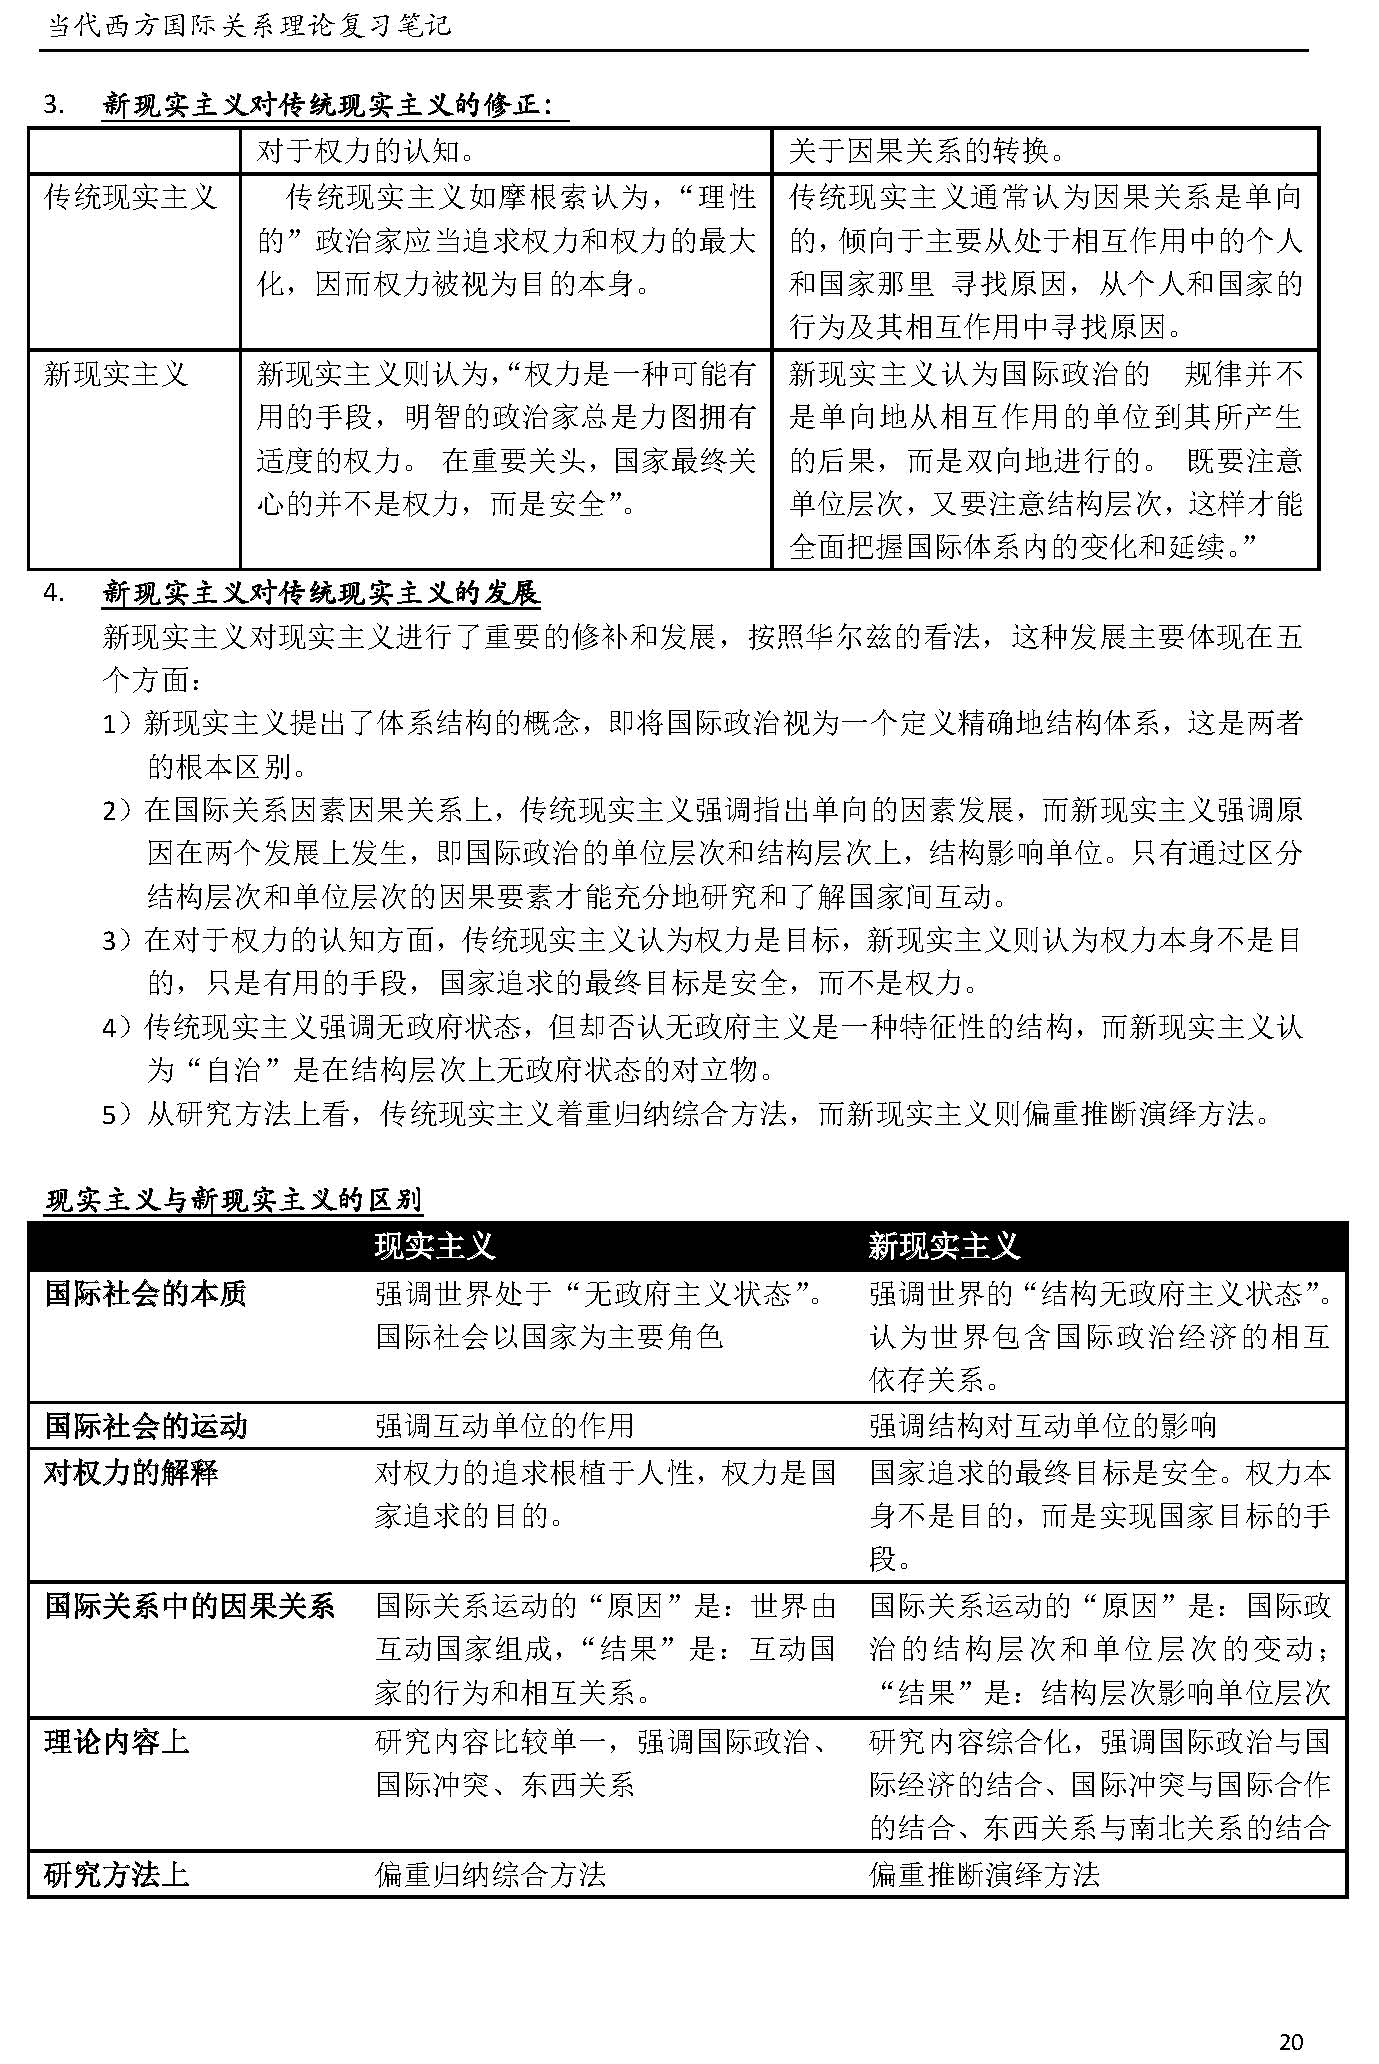 当代西方国际关系理论复习笔记
3. 新现实主义对传统现实主义的修正：
对于权力的认知。 关于因果关系的转换。
传统现实主义
传统现实主义如摩根索认为，“理性
的”政治家应当追求权力和权力的最大
化，因而权力被视为目的本身。
传统现实主义通常认为因果关系是单向
的，倾向于主要从处于相互作用中的个人
和国家那里 寻找原因，从个人和国家的
行为及其相互作用中寻找原因。
新现实主义
新现实主义则认为，“权力是一种可能有
用的手段，明智的政治家总是力图拥有
适度的权力。 在重要关头，国家最终关
心的并不是权力，而是安全”。
新现实主义认为国际政治的 规律并不
是单向地从相互作用的单位到其所产生
的后果，而是双向地进行的。 既要注意
单位层次，又要注意结构层次，这样才能
全面把握国际体系内的变化和延续。”
4. 新现实主义对传统现实主义的发展
新现实主义对现实主义进行了重要的修补和发展，按照华尔兹的看法，这种发展主要体现在五
个方面：
1）新现实主义提出了体系结构的概念，即将国际政治视为一个定义精确地结构体系，这是两者
的根本区别。
2）在国际关系因素因果关系上，传统现实主义强调指出单向的因素发展，而新现实主义强调原
因在两个发展上发生，即国际政治的单位层次和结构层次上，结构影响单位。只有通过区分
结构层次和单位层次的因果要素才能充分地研究和了解国家间互动。
3）在对于权力的认知方面，传统现实主义认为权力是目标，新现实主义则认为权力本身不是目
的，只是有用的手段，国家追求的最终目标是安全，而不是权力。
4）传统现实主义强调无政府状态，但却否认无政府主义是一种特征性的结构，而新现实主义认
为“自治”是在结构层次上无政府状态的对立物。
5）从研究方法上看，传统现实主义着重归纳综合方法，而新现实主义则偏重推断演绎方法。
现实主义与新现实主义的区别
现实主义 新现实主义
国际社会的本质
强调世界处于“无政府主义状态”。
国际社会以国家为主要角色
强调世界的“结构无政府主义状态”。
认为世界包含国际政治经济的相互
依存关系。
国际社会的运动 强调互动单位的作用 强调结构对互动单位的影响
对权力的解释
对权力的追求根植于人性，权力是国
家追求的目的。
国家追求的最终目标是安全。权力本
身不是目的，而是实现国家目标的手
段。
国际关系中的因果关系
国际关系运动的“原因”是：世界由
互动国家组成，“结果”是：互动国
家的行为和相互关系。
国际关系运动的“原因”是：国际政
治的结构层次和单位层次的变动；
“结果”是：结构层次影响单位层次
理论内容上
研究内容比较单一，强调国际政治、
国际冲突、东西关系
研究内容综合化，强调国际政治与国
际经济的结合、国际冲突与国际合作
的结合、东西关系与南北关系的结合
研究方法上 偏重归纳综合方法 偏重推断演绎方法
20